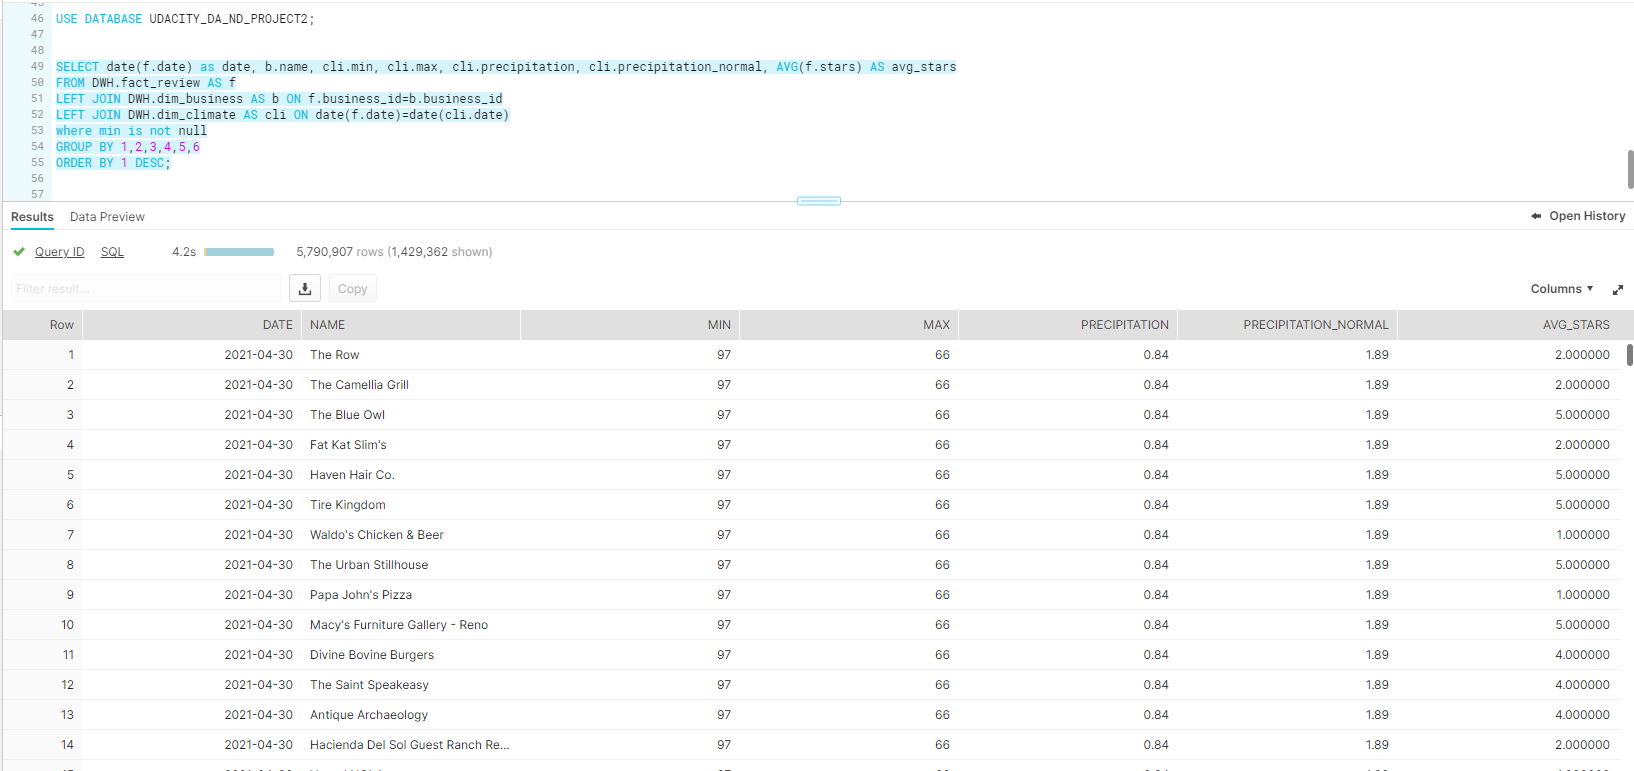 46 USE DATABASE UDACITY_DA_ND_PROJECT2;
47
48
49 SELECT date(f.date) as date, b.name, cli.min, cli.max, cli.precipitation, cli.precipitation_normal, AVG(f.stars) AS avg_stars
50 FROM DWH.fact_review AS f
51 LEFT JOIN DWH.dim_business AS b ON f.business_id=b.business_id
52 LEFT JOIN DWH.dim_climate AS cli ON date(f.date)=date(cli.date)
53 where min is not null
54 GROUP BY 1,2,3,4,5,6
55 ORDER BY 1 DESC;
56
57
Results Data Preview Open History
Query ID SQL 4.2s 5,790,907 rows (1,429,362 shown)
Filter result... Copy Columns
Row DATE NAME MIN MAX PRECIPITATION PRECIPITATION_NORMAL AVG_STARS
1 2021-04-30 The Row 97 66 0.84 1.89 2.000000
2 2021-04-30 The Camellia Grill 97 66 0.84 1.89 2.000000
3 2021-04-30 The Blue Owl 97 66 0.84 1.89 5.000000
4 2021-04-30 Fat Kat Slim's 97 66 0.84 1.89 2.000000
5 2021-04-30 Haven Hair Co. 97 66 0.84 1.89 5.000000
6 2021-04-30 Tire Kingdom 97 66 0.84 1.89 5.000000
7 2021-04-30 Waldo's Chicken & Beer 97 66 0.84 1.89 1.000000
8 2021-04-30 The Urban Stillhouse 97 66 0.84 1.89 5.000000
9 2021-04-30 Papa John's Pizza 97 66 0.84 1.89 1.000000
10 2021-04-30 Macy's Furniture Gallery - Reno 97 66 0.84 1.89 5.000000
11 2021-04-30 Divine Bovine Burgers 97 66 0.84 1.89 4.000000
12 2021-04-30 The Saint Speakeasy 97 66 0.84 1.89 4.000000
13 2021-04-30 Antique Archaeology 97 66 0.84 1.89 4.000000
14 2021-04-30 Hacienda Del Sol Guest Ranch Re... 97 66 0.84 1.89 2.000000